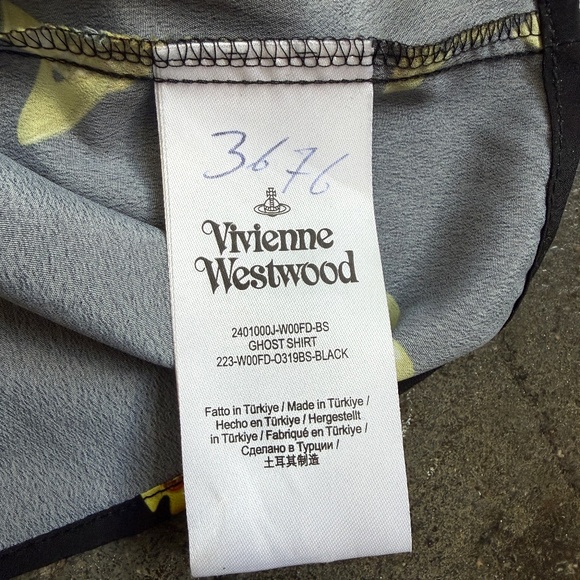 3676
Vivienne
Westwood
2401000J-W00FD-BS
GHOST SHIRT
223-W00FD-O319BS-BLACK
Fatto in Türkiye / Made in Türkiye /
Hecho en Türkiye / Hergestellt
in Türkiye / Fabriqué en Türkiye /
Сделано в Турции /
土耳其制造